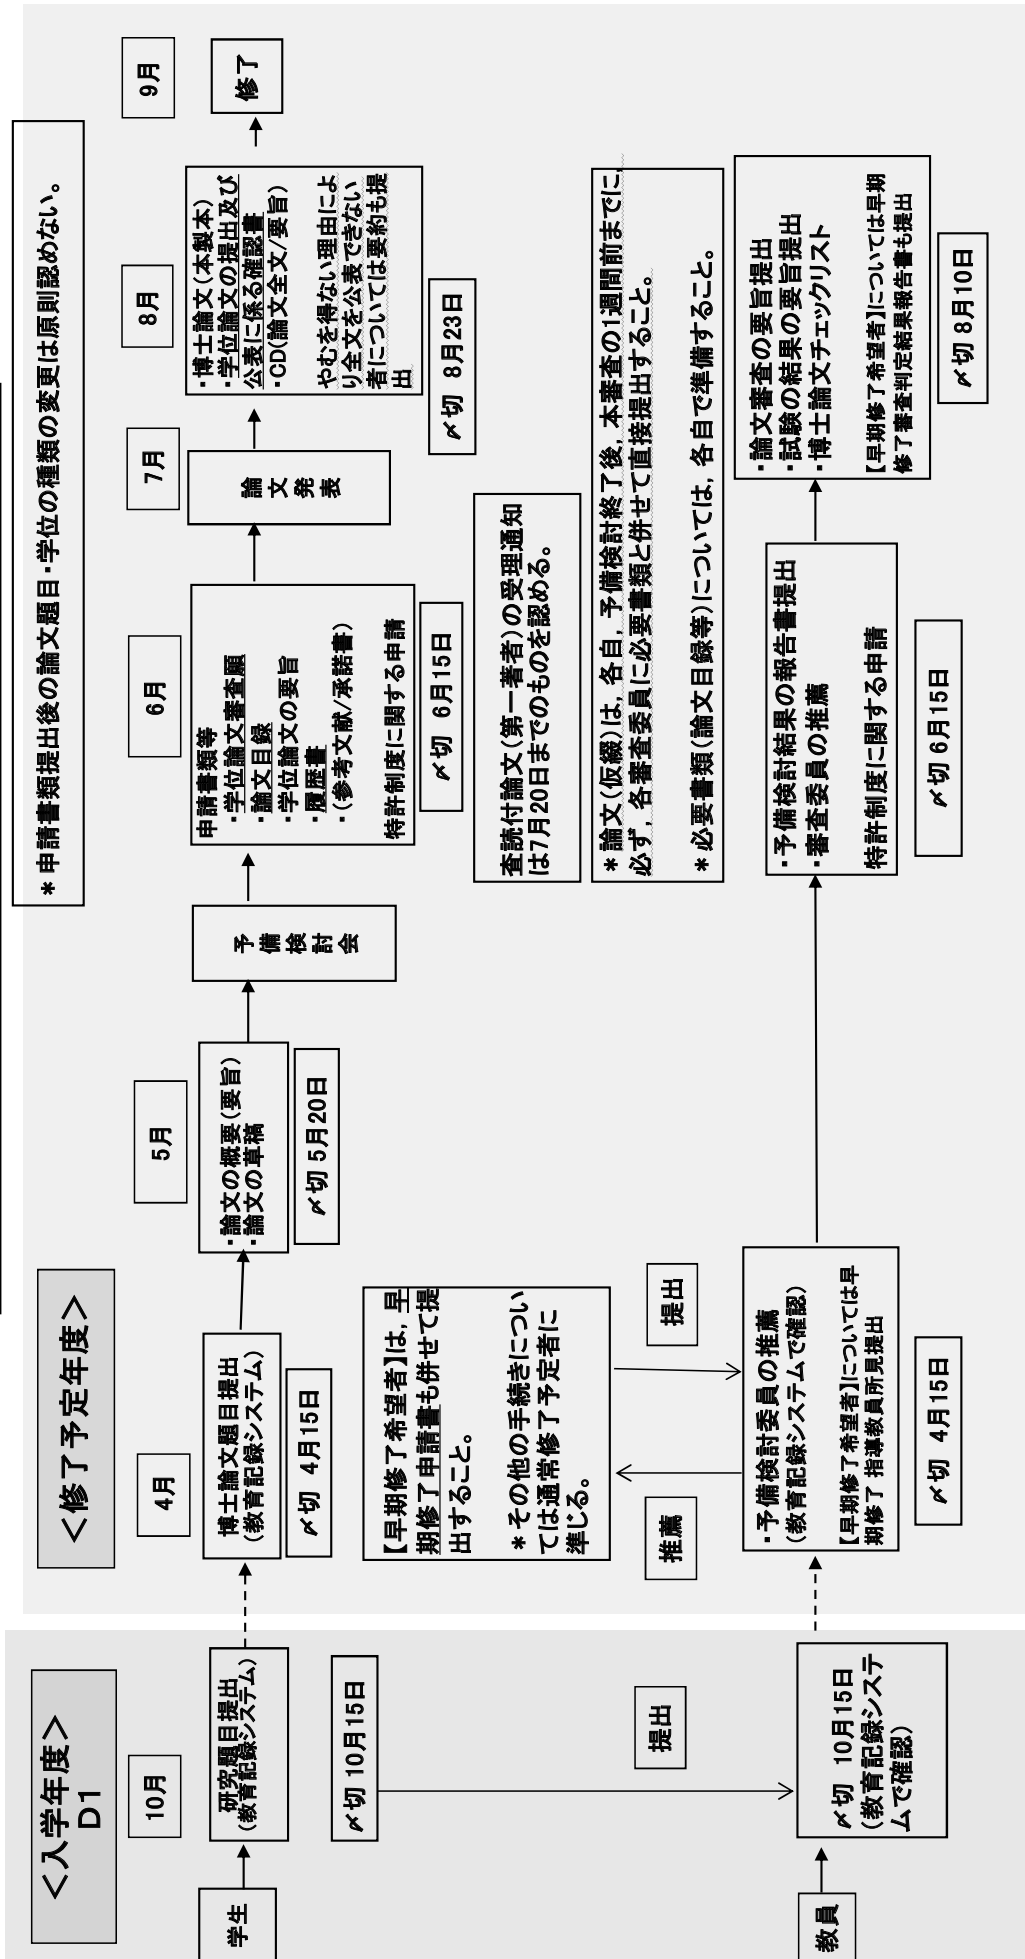 ＊申請書類提出後の論文題目・学位の種類の変更は原則認めない。
＜入学年度＞
D1
＜修了予定年度＞
10月
4月
5月
6月
7月
8月
9月
学生
研究題目提出
（教育記録システム）
〆切 10月15日
博士論文題目提出
（教育記録システム）
〆切 4月15日
・論文の概要（要旨）
・論文の草稿
〆切 5月20日
予備検討会
申請書類等
・学位論文審査願
・論文目録
・学位論文の要旨
・履歴書
・（参考文献/承諾書）
特許制度に関する申請
〆切 6月15日
論文発表
・博士論文（本製本）
・学位論文の提出及び
公表に係る確認書
・CD（論文全文/要旨）
やむを得ない理由によ
り全文を公表できない
者については要約も提
出
〆切 8月23日
修了
【早期修了希望者】は，早
期修了申請書も併せて提
出すること。
＊その他の手続きについ
ては通常修了予定者に
準じる。
査読付論文（第一著者）の受理通知
は7月20日までのものを認める。
＊論文（仮綴）は，各自，予備検討終了後，本審査の1週間前までに，
必ず，各審査委員に必要書類と併せて直接提出すること。
＊必要書類（論文目録等）については，各自で準備すること。
提出
推薦
提出
教員
〆切 10月15日
（教育記録システ
ムで確認）
・予備検討委員の推薦
（教育記録システムで確認）
【早期修了希望者】については早
期修了 指導教員所見提出
〆切 4月15日
・予備検討結果の報告書提出
・審査委員の推薦
特許制度に関する申請
〆切 6月15日
・論文審査の要旨提出
・試験の結果の要旨提出
・博士論文チェックリスト
【早期修了希望者】については早期
修了審査判定結果報告書も提出
〆切 8月10日